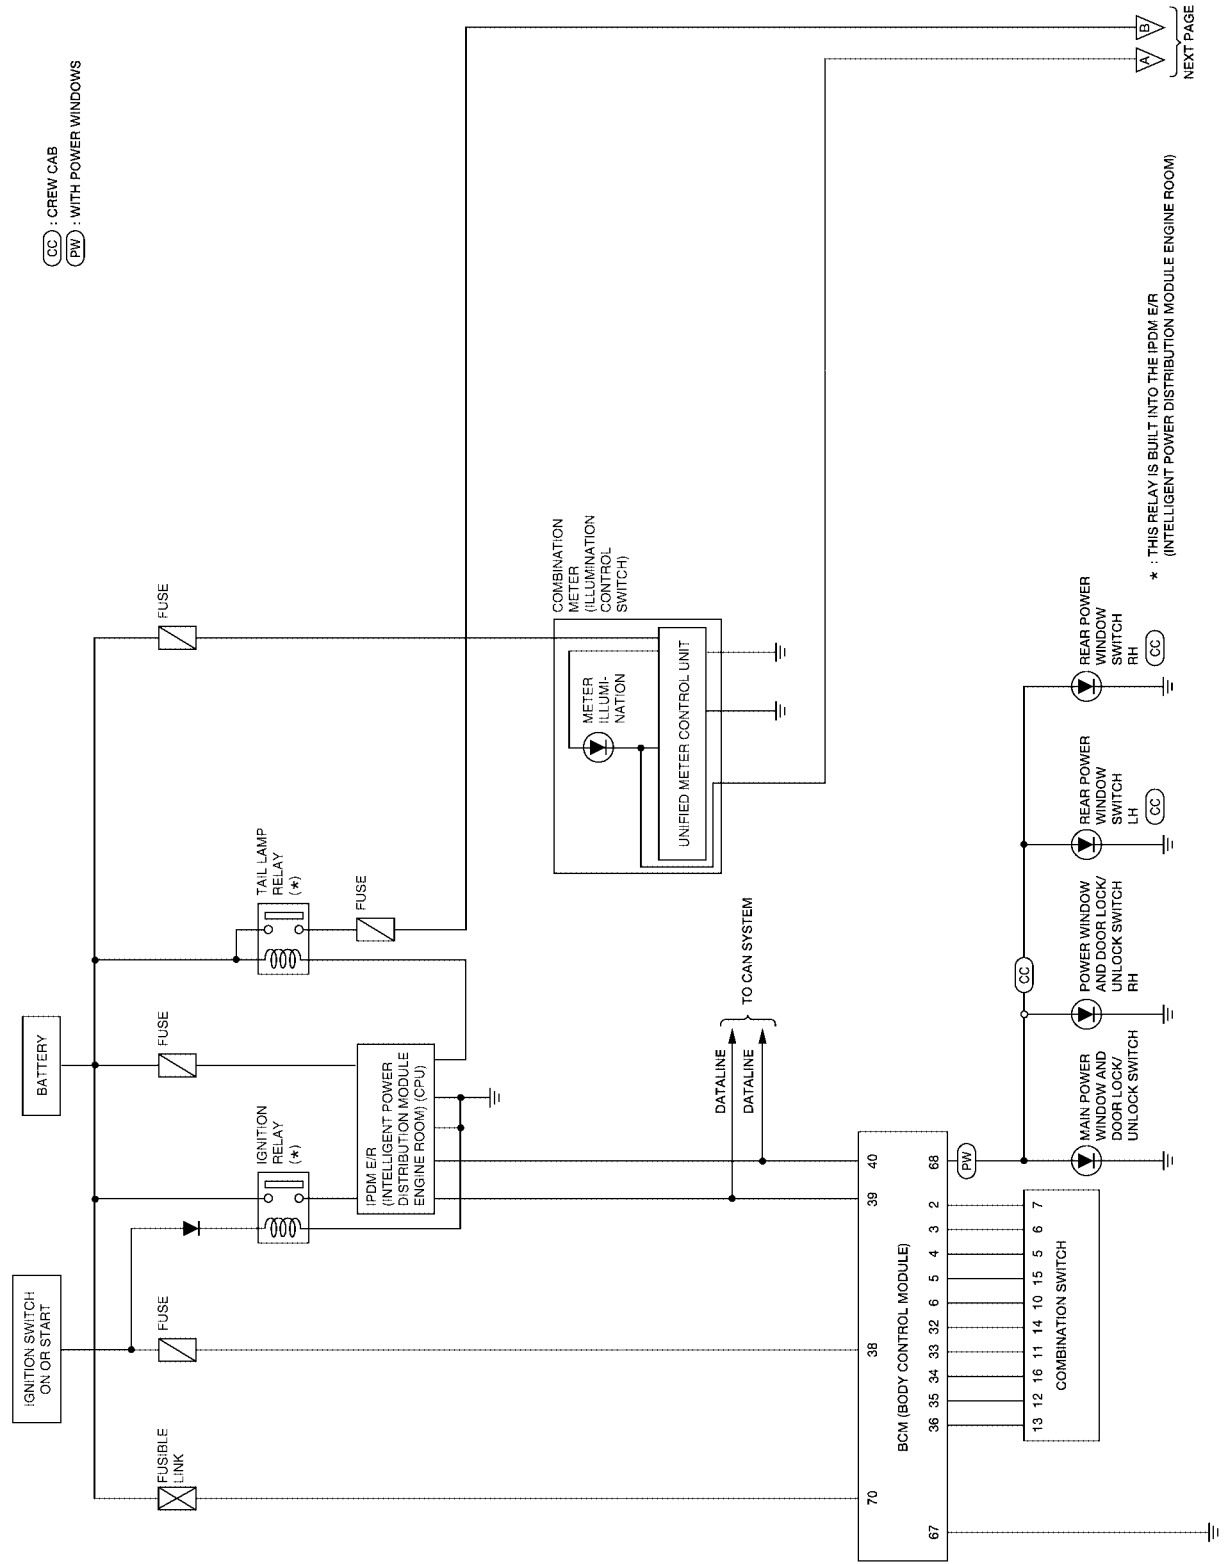 CC : CREW CAB
PW : WITH POWER WINDOWS
IGNITION SWITCH
ON OR START
BATTERY
FUSIBLE
LINK
FUSE
FUSE
FUSE
IGNITION
RELAY
(*)
TAIL LAMP
RELAY
(*)
FUSE
IPDM E/R
(INTELLIGENT POWER
DISTRIBUTION MODULE
ENGINE ROOM) (CPU)
COMBINATION
METER
(ILLUMINATION
CONTROL
SWITCH)
METER
ILLUMI-
NATION
UNIFIED METER CONTROL UNIT
DATALINE
DATALINE
TO CAN SYSTEM
70
38
39
40
BCM (BODY CONTROL MODULE)
67
36
35
34
33
32
6
5
4
3
2
68
PW
13
12
16
11
14
10
15
5
6
7
COMBINATION SWITCH
CC
MAIN POWER
WINDOW AND
DOOR LOCK/
UNLOCK SWITCH
POWER WINDOW
AND DOOR LOCK/
UNLOCK SWITCH
RH
REAR POWER
WINDOW
SWITCH
LH
CC
REAR POWER
WINDOW
SWITCH
RH
CC
* : THIS RELAY IS BUILT INTO THE IPDM E/R
(INTELLIGENT POWER DISTRIBUTION MODULE ENGINE ROOM)
B
A
NEXT PAGE